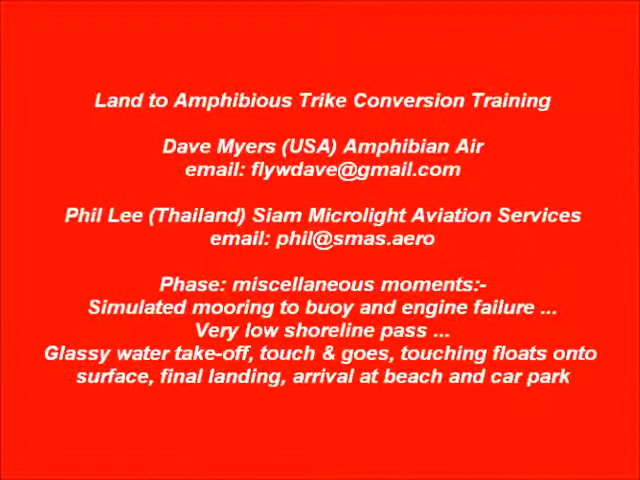 Land to Amphibious Trike Conversion Training
Dave Myers (USA) Amphibian Air
email: flywdave@gmail.com
Phil Lee (Thailand) Siam Microlight Aviation Services
email: phil@smas.aero
Phase: miscellaneous moments:-
Simulated mooring to buoy and engine failure ...
Very low shoreline pass ...
Glassy water take-off, touch & goes, touching floats onto
surface, final landing, arrival at beach and car park